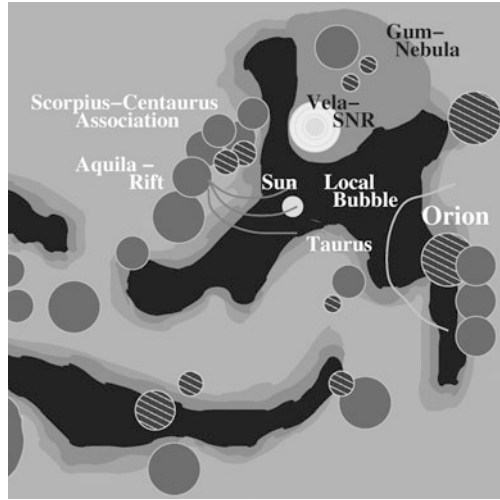 Gum–
Nebula
Scorpius–Centaurus
Association
Vela–
SNR
Aquila –
Rift
Sun
Local
Bubble
Orion
Taurus